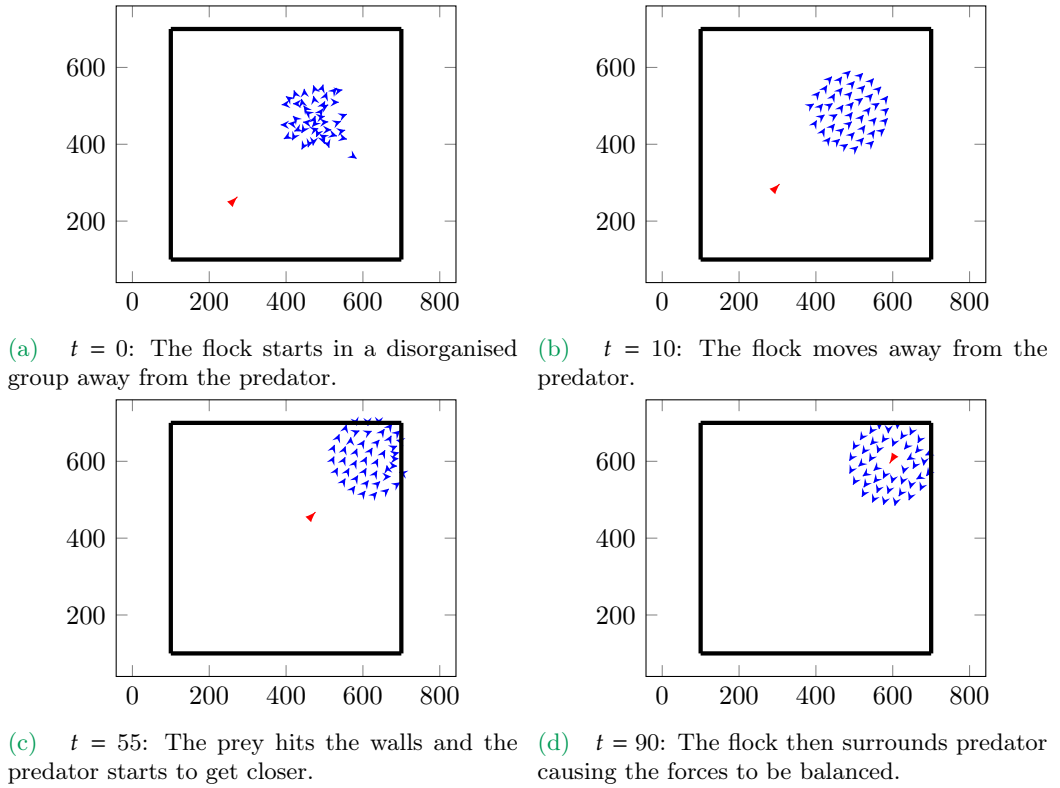 600
400
200
0 200 400 600 800
600
400
200
0 200 400 600 800
(a) t = 0: The flock starts in a disorganised
group away from the predator.
(b) t = 10: The flock moves away from the
predator.
600
400
200
0 200 400 600 800
600
400
200
0 200 400 600 800
(c) t = 55: The prey hits the walls and the
predator starts to get closer.
(d) t = 90: The flock then surrounds predator
causing the forces to be balanced.